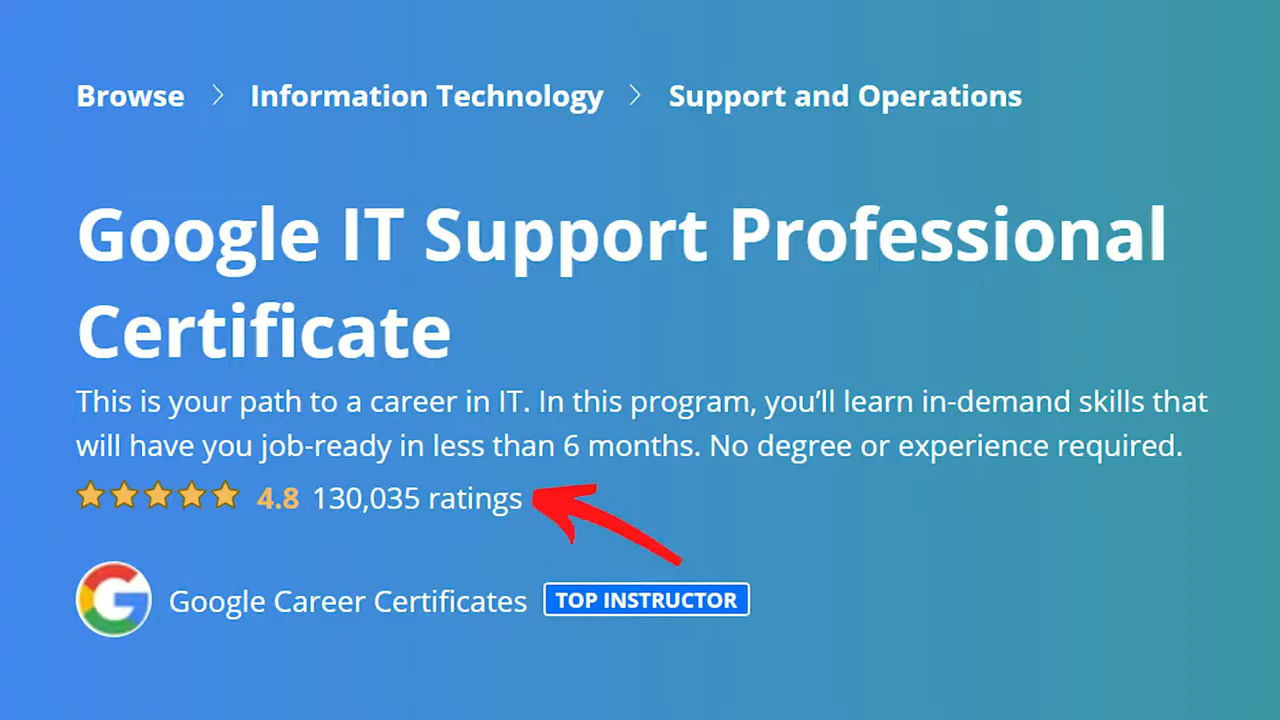 Browse > Information Technology > Support and Operations
Google IT Support Professional
Certificate
This is your path to a career in IT. In this program, you’ll learn in-demand skills that
will have you job-ready in less than 6 months. No degree or experience required.
4.8 130,035 ratings
Google Career Certificates TOP INSTRUCTOR